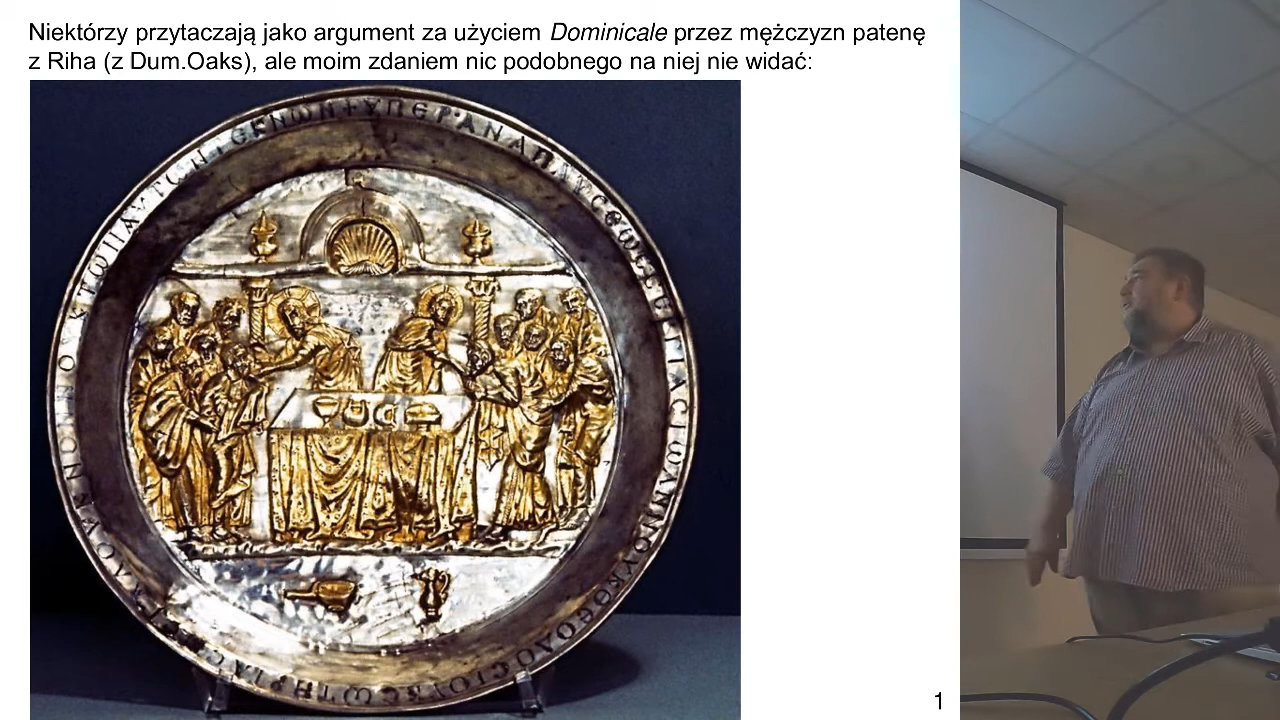 Niektórzy przytaczają jako argument za użyciem Dominicale przez mężczyzn patenę
z Riha (z Dum.Oaks), ale moim zdaniem nic podobnego na niej nie widać:
1